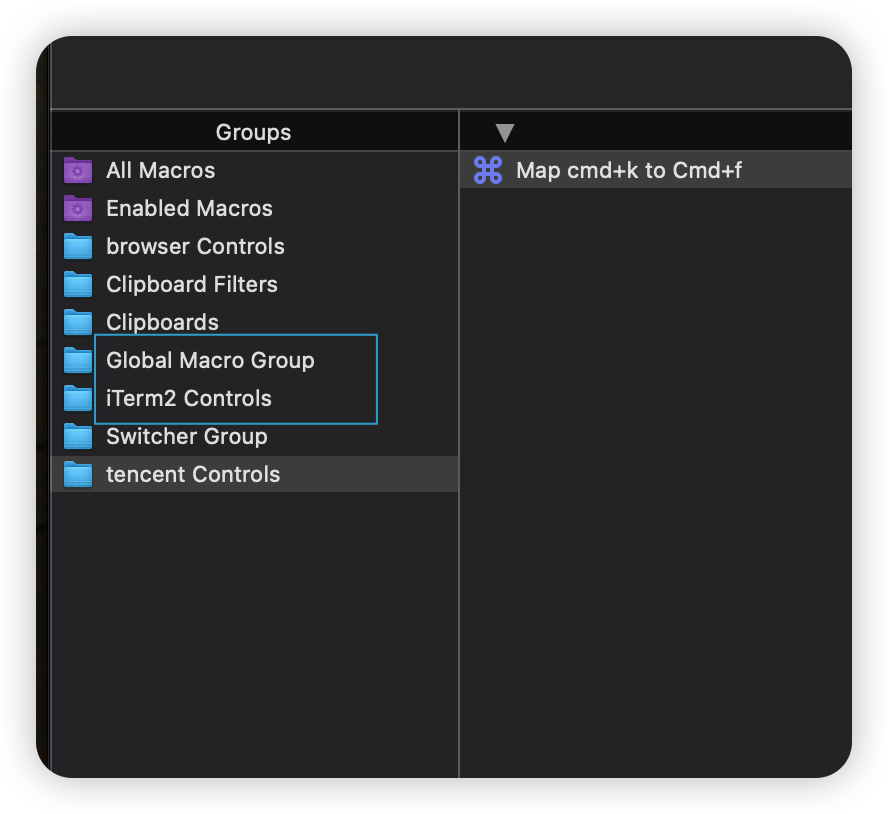 Groups
All Macros
Enabled Macros
browser Controls
Clipboard Filters
Clipboards
Global Macro Group
iTerm2 Controls
Switcher Group
tencent Controls
Map cmd+k to Cmd+f